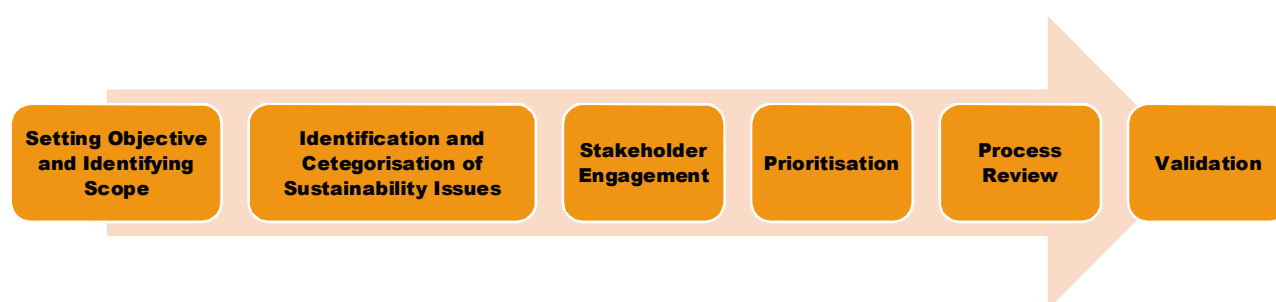 Setting Objective
and Identifying
Scope
Identification and
Cetegorisation of
Sustainability Issues
Stakeholder
Engagement
Prioritisation
Process
Review
Validation